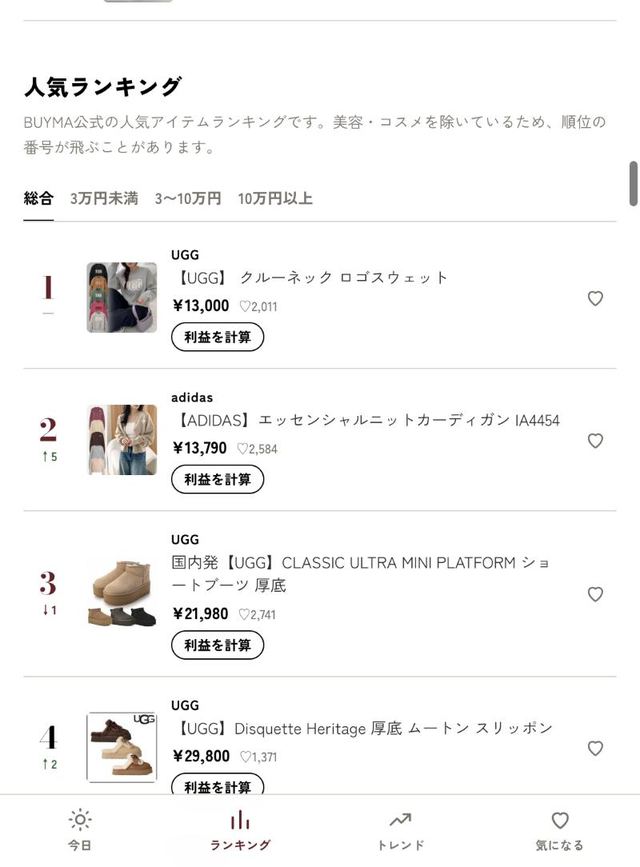 人気ランキング
BUYMA公式の人気アイテムランキングです。美容・コスメを除いているため、順位の
番号が飛ぶことがあります。
総合 3万円未満 3〜10万円 10万円以上
1
—
UGG
【UGG】 クルーネック ロゴスウェット
¥13,000 ♡2,011
利益を計算
2
↑5
adidas
【ADIDAS】エッセンシャルニットカーディガン IA4454
¥13,790 ♡2,584
利益を計算
3
↓1
UGG
国内発【UGG】CLASSIC ULTRA MINI PLATFORM ショ
ートブーツ 厚底
¥21,980 ♡2,741
利益を計算
4
↑2
UGG
UGG
【UGG】Disquette Heritage 厚底 ムートン スリッポン
¥29,800 ♡1,371
利益を計算
今日 ランキング トレンド 気になる